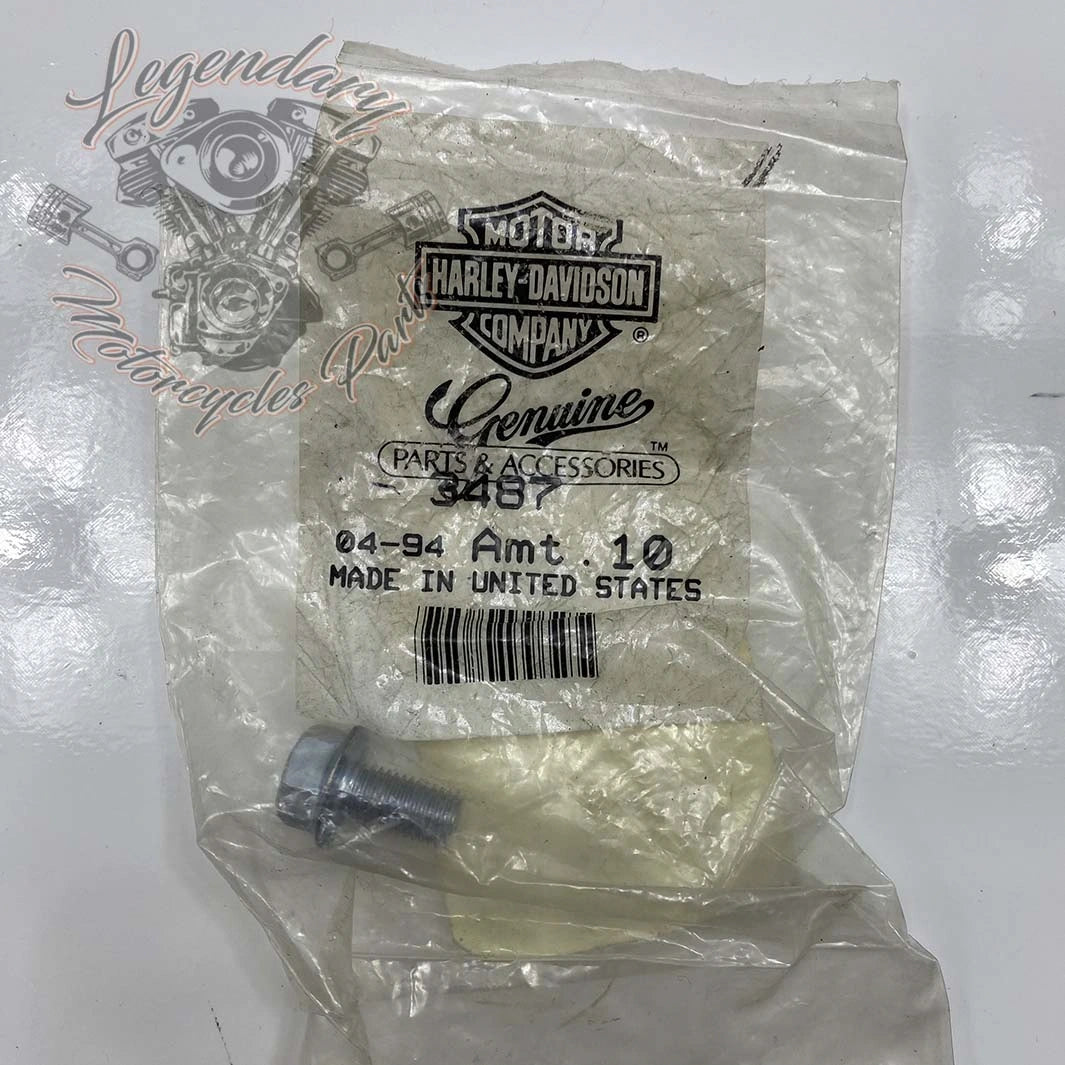 Legendary
Motorcycles Parts
MOTOR
HARLEY-DAVIDSON
COMPANY
®
Genuine
TM
PARTS & ACCESSORIES
- 3487
04-94 Amt. 10
MADE IN UNITED STATES